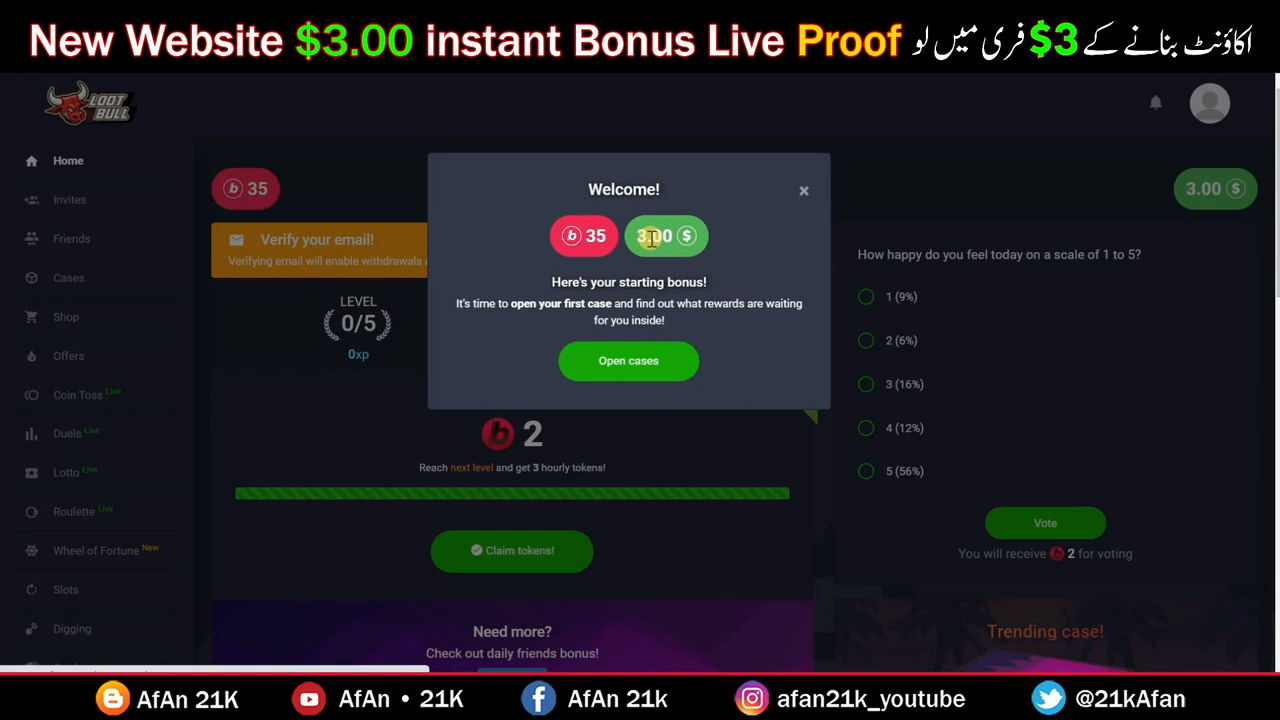 New Website $3.00 instant Bonus Live Proof اکاؤنٹ بنانے کے $3 فری میں لو
LOOT
BULL
Home
Invites
Friends
Cases
Shop
Offers
Coin Toss Live
Duels Live
Lotto Live
Roulette Live
Wheel of Fortune New
Slots
Digging
b 35
3.00 $
Verify your email!
Verifying email will enable withdrawals
LEVEL
0/5
0xp
Welcome!
×
b 35 3.00 $
Here's your starting bonus!
It's time to open your first case and find out what rewards are waiting
for you inside!
Open cases
b 2
Reach next level and get 3 hourly tokens!
Claim tokens!
Need more?
Check out daily friends bonus!
How happy do you feel today on a scale of 1 to 5?
1 (9%)
2 (6%)
3 (16%)
4 (12%)
5 (56%)
Vote
You will receive b 2 for voting
Trending case!
AfAn 21K AfAn • 21K AfAn 21k afan21k_youtube @21kAfan